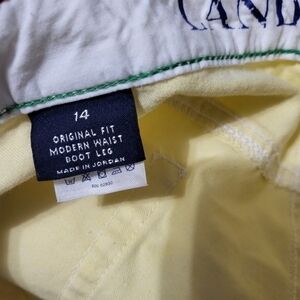 14
ORIGINAL FIT
MODERN WAIST
BOOT LEG
MADE IN JORDAN